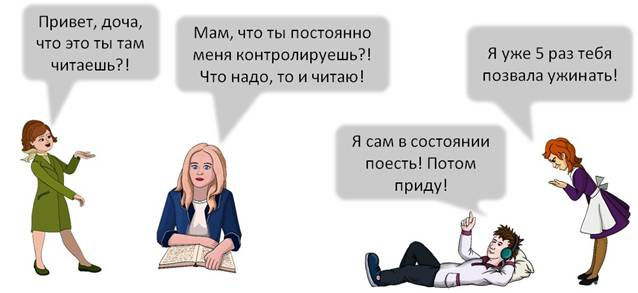 Привет, доча,
что это ты там
читаешь?!
Мам, что ты постоянно
меня контролируешь?!
Что надо, то и читаю!
Я уже 5 раз тебя
позвала ужинать!
Я сам в состоянии
поесть! Потом
приду!